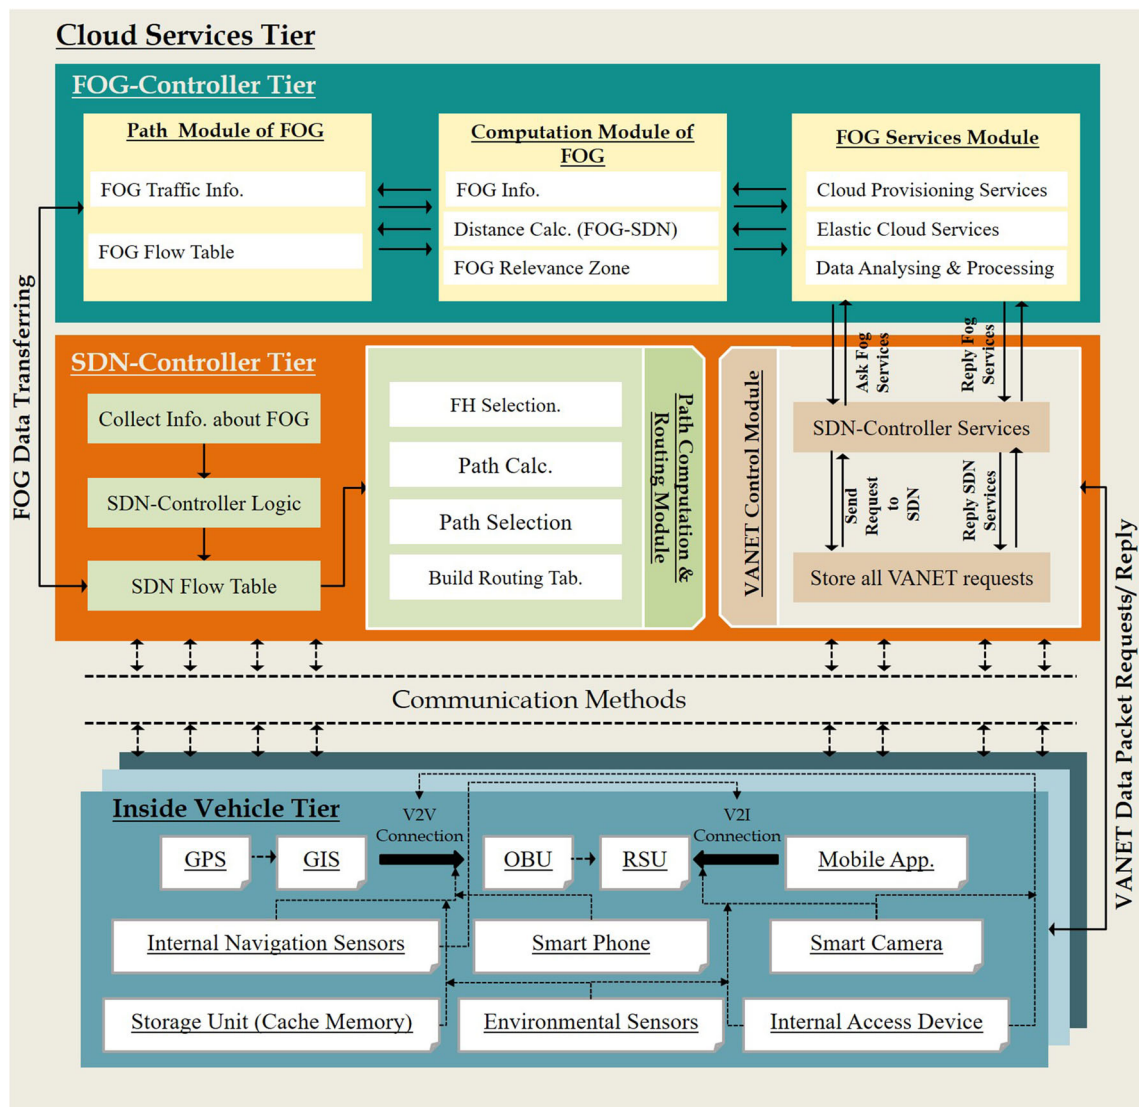 Cloud Services Tier
FOG-Controller Tier
Path Module of FOG
FOG Traffic Info.
FOG Flow Table
Computation Module of
FOG
FOG Info.
Distance Calc. (FOG-SDN)
FOG Relevance Zone
FOG Services Module
Cloud Provisioning Services
Elastic Cloud Services
Data Analysing & Processing
FOG Data Transferring
SDN-Controller Tier
Collect Info. about FOG
SDN-Controller Logic
SDN Flow Table
FH Selection.
Path Calc.
Path Selection
Build Routing Tab.
Path Computation &
Routing Module
VANET Control Module
Ask Fog
Services
Reply Fog
Services
SDN-Controller Services
Send
Request
to
SDN
Reply SDN
Services
Store all VANET requests
VANET Data Packet Requests/ Reply
Communication Methods
Inside Vehicle Tier
V2V
Connection
V2I
Connection
GPS
GIS
OBU
RSU
Mobile App.
Internal Navigation Sensors
Smart Phone
Smart Camera
Storage Unit (Cache Memory)
Environmental Sensors
Internal Access Device